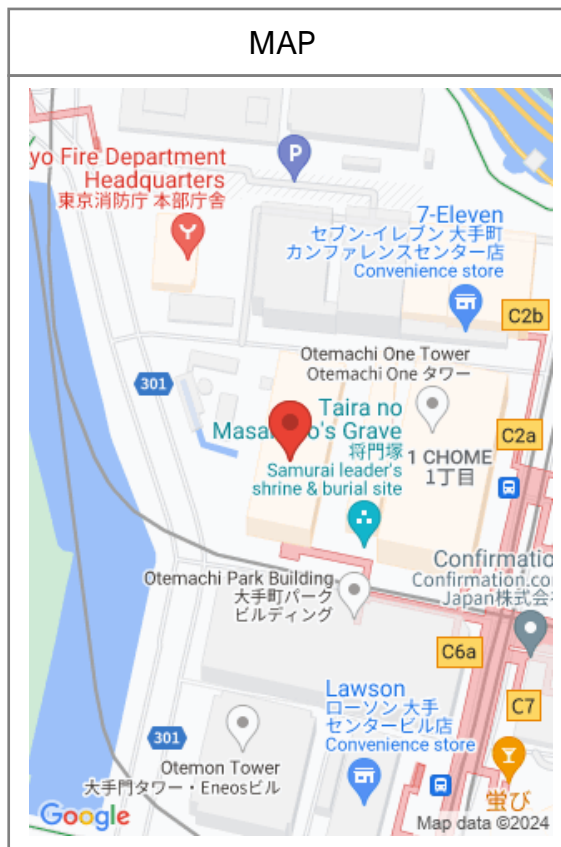 MAP
yo Fire Department
Headquarters
東京消防庁 本部庁舎
P
7-Eleven
セブン-イレブン 大手町
カンファレンスセンター店
Convenience store
C2b
Otemachi One Tower
Otemachi One タワー
301
Taira no
Masa o's Grave
将門塚
Samurai leader's
shrine & burial site
1 CHOME
1丁目
C2a
Confirmatio
Confirmation.co
Japan株式会
Otemachi Park Building
大手町パーク
ビルディング
C6a
C7
Lawson
ローソン 大手
センタービル店
Convenience store
301
Otemon Tower
大手門タワー・Eneosビル
蛍び
Google
Map data ©2024